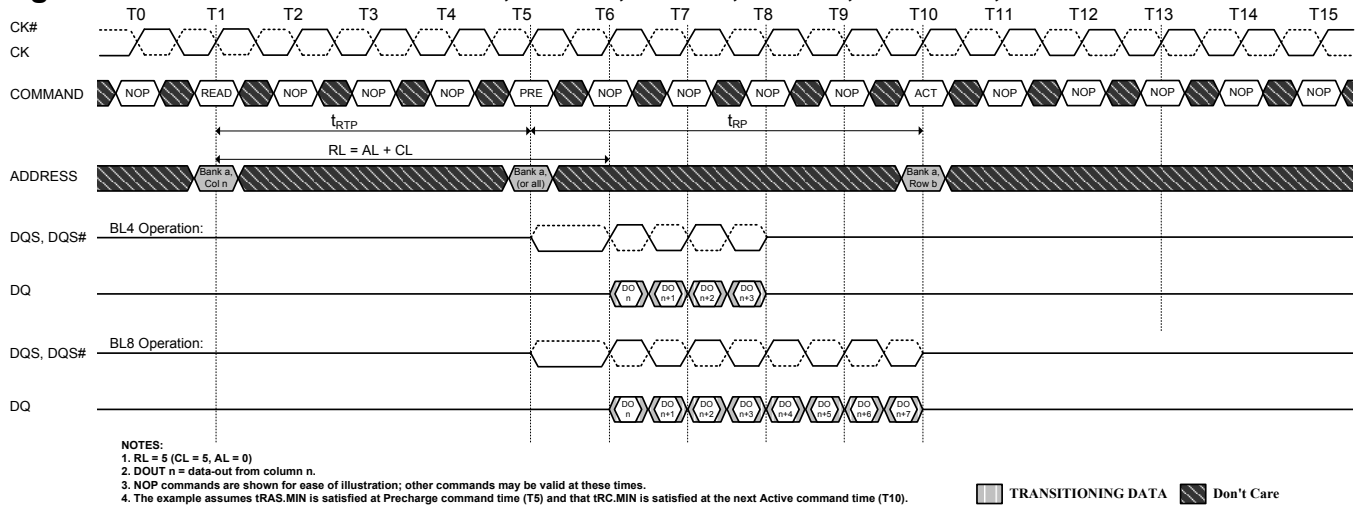 T0 T1 T2 T3 T4 T5 T6 T7 T8 T9 T10 T11 T12 T13 T14 T15
CK#
CK
COMMAND NOP READ NOP NOP NOP PRE NOP NOP NOP NOP ACT NOP NOP NOP NOP NOP
tRTP tRP
RL = AL + CL
ADDRESS Bank a, Col n Bank a, (or all) Bank a, Row b
BL4 Operation:
DQS, DQS#
DQ DO n DO n+1 DO n+2 DO n+3
BL8 Operation:
DQS, DQS#
DQ DO n DO n+1 DO n+2 DO n+3 DO n+4 DO n+5 DO n+6 DO n+7
NOTES:
1. RL = 5 (CL = 5, AL = 0)
2. DOUT n = data-out from column n.
3. NOP commands are shown for ease of illustration; other commands may be valid at these times.
4. The example assumes tRAS.MIN is satisfied at Precharge command time (T5) and that tRC.MIN is satisfied at the next Active command time (T10).
TRANSITIONING DATA Don't Care